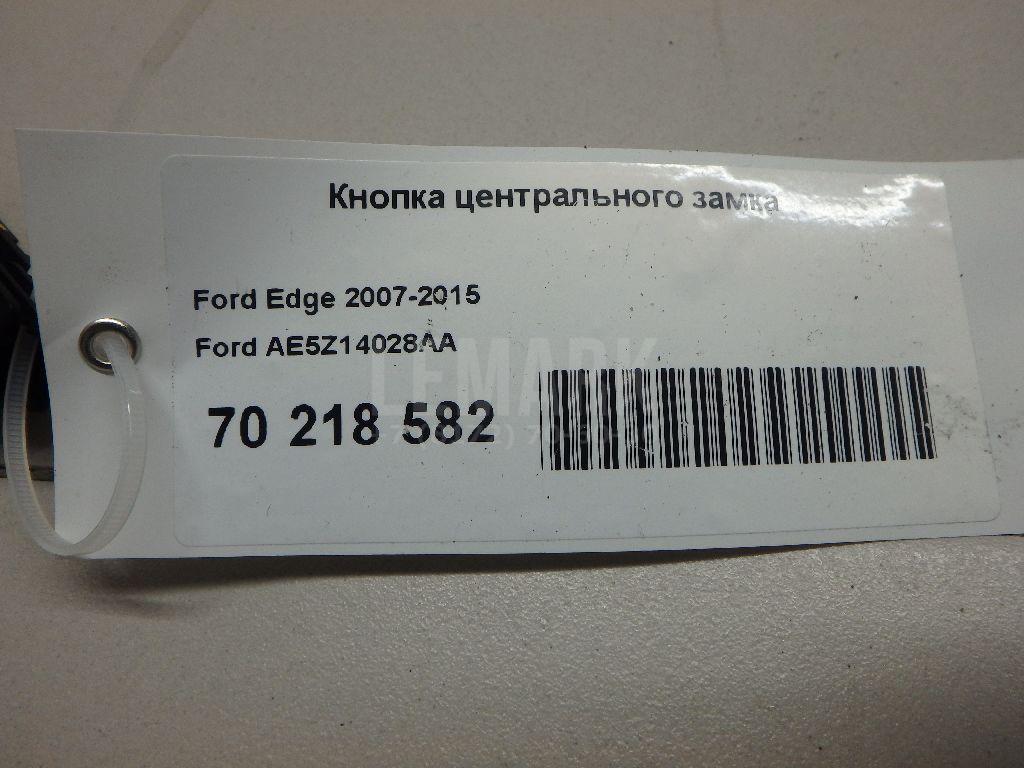 Кнопка центрального замка
Ford Edge 2007-2015
Ford AE5Z14028AA
LEMARK
70 218 582